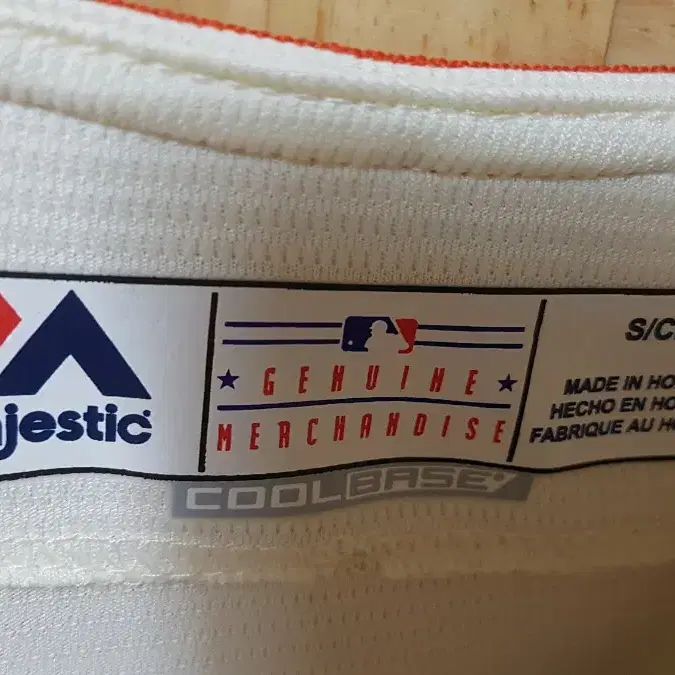 ajestic
GENUINE
MERCHANDISE
S/C
MADE IN HO
HECHO EN HO
FABRIQUE AU HO
COOLBASE